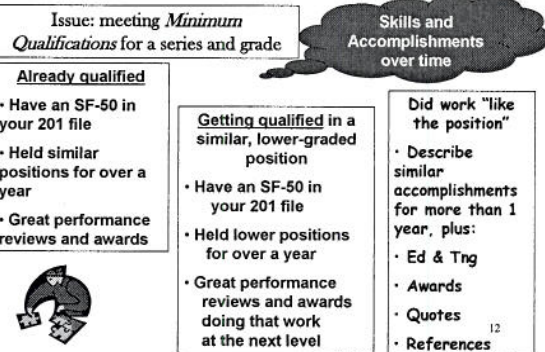 Issue: meeting Minimum
Qualifications for a series and grade
Skills and
Accomplishments
over time
Already qualified
· Have an SF-50 in
your 201 file
· Held similar
positions for over a
year
· Great performance
reviews and awards
Getting qualified in a
similar, lower-graded
position
· Have an SF-50 in
your 201 file
· Held lower positions
for over a year
· Great performance
reviews and awards
doing that work
at the next level
Did work "like
the position"
· Describe
similar
accomplishments
for more than 1
year, plus:
· Ed & Tng
· Awards
· Quotes
· References
12